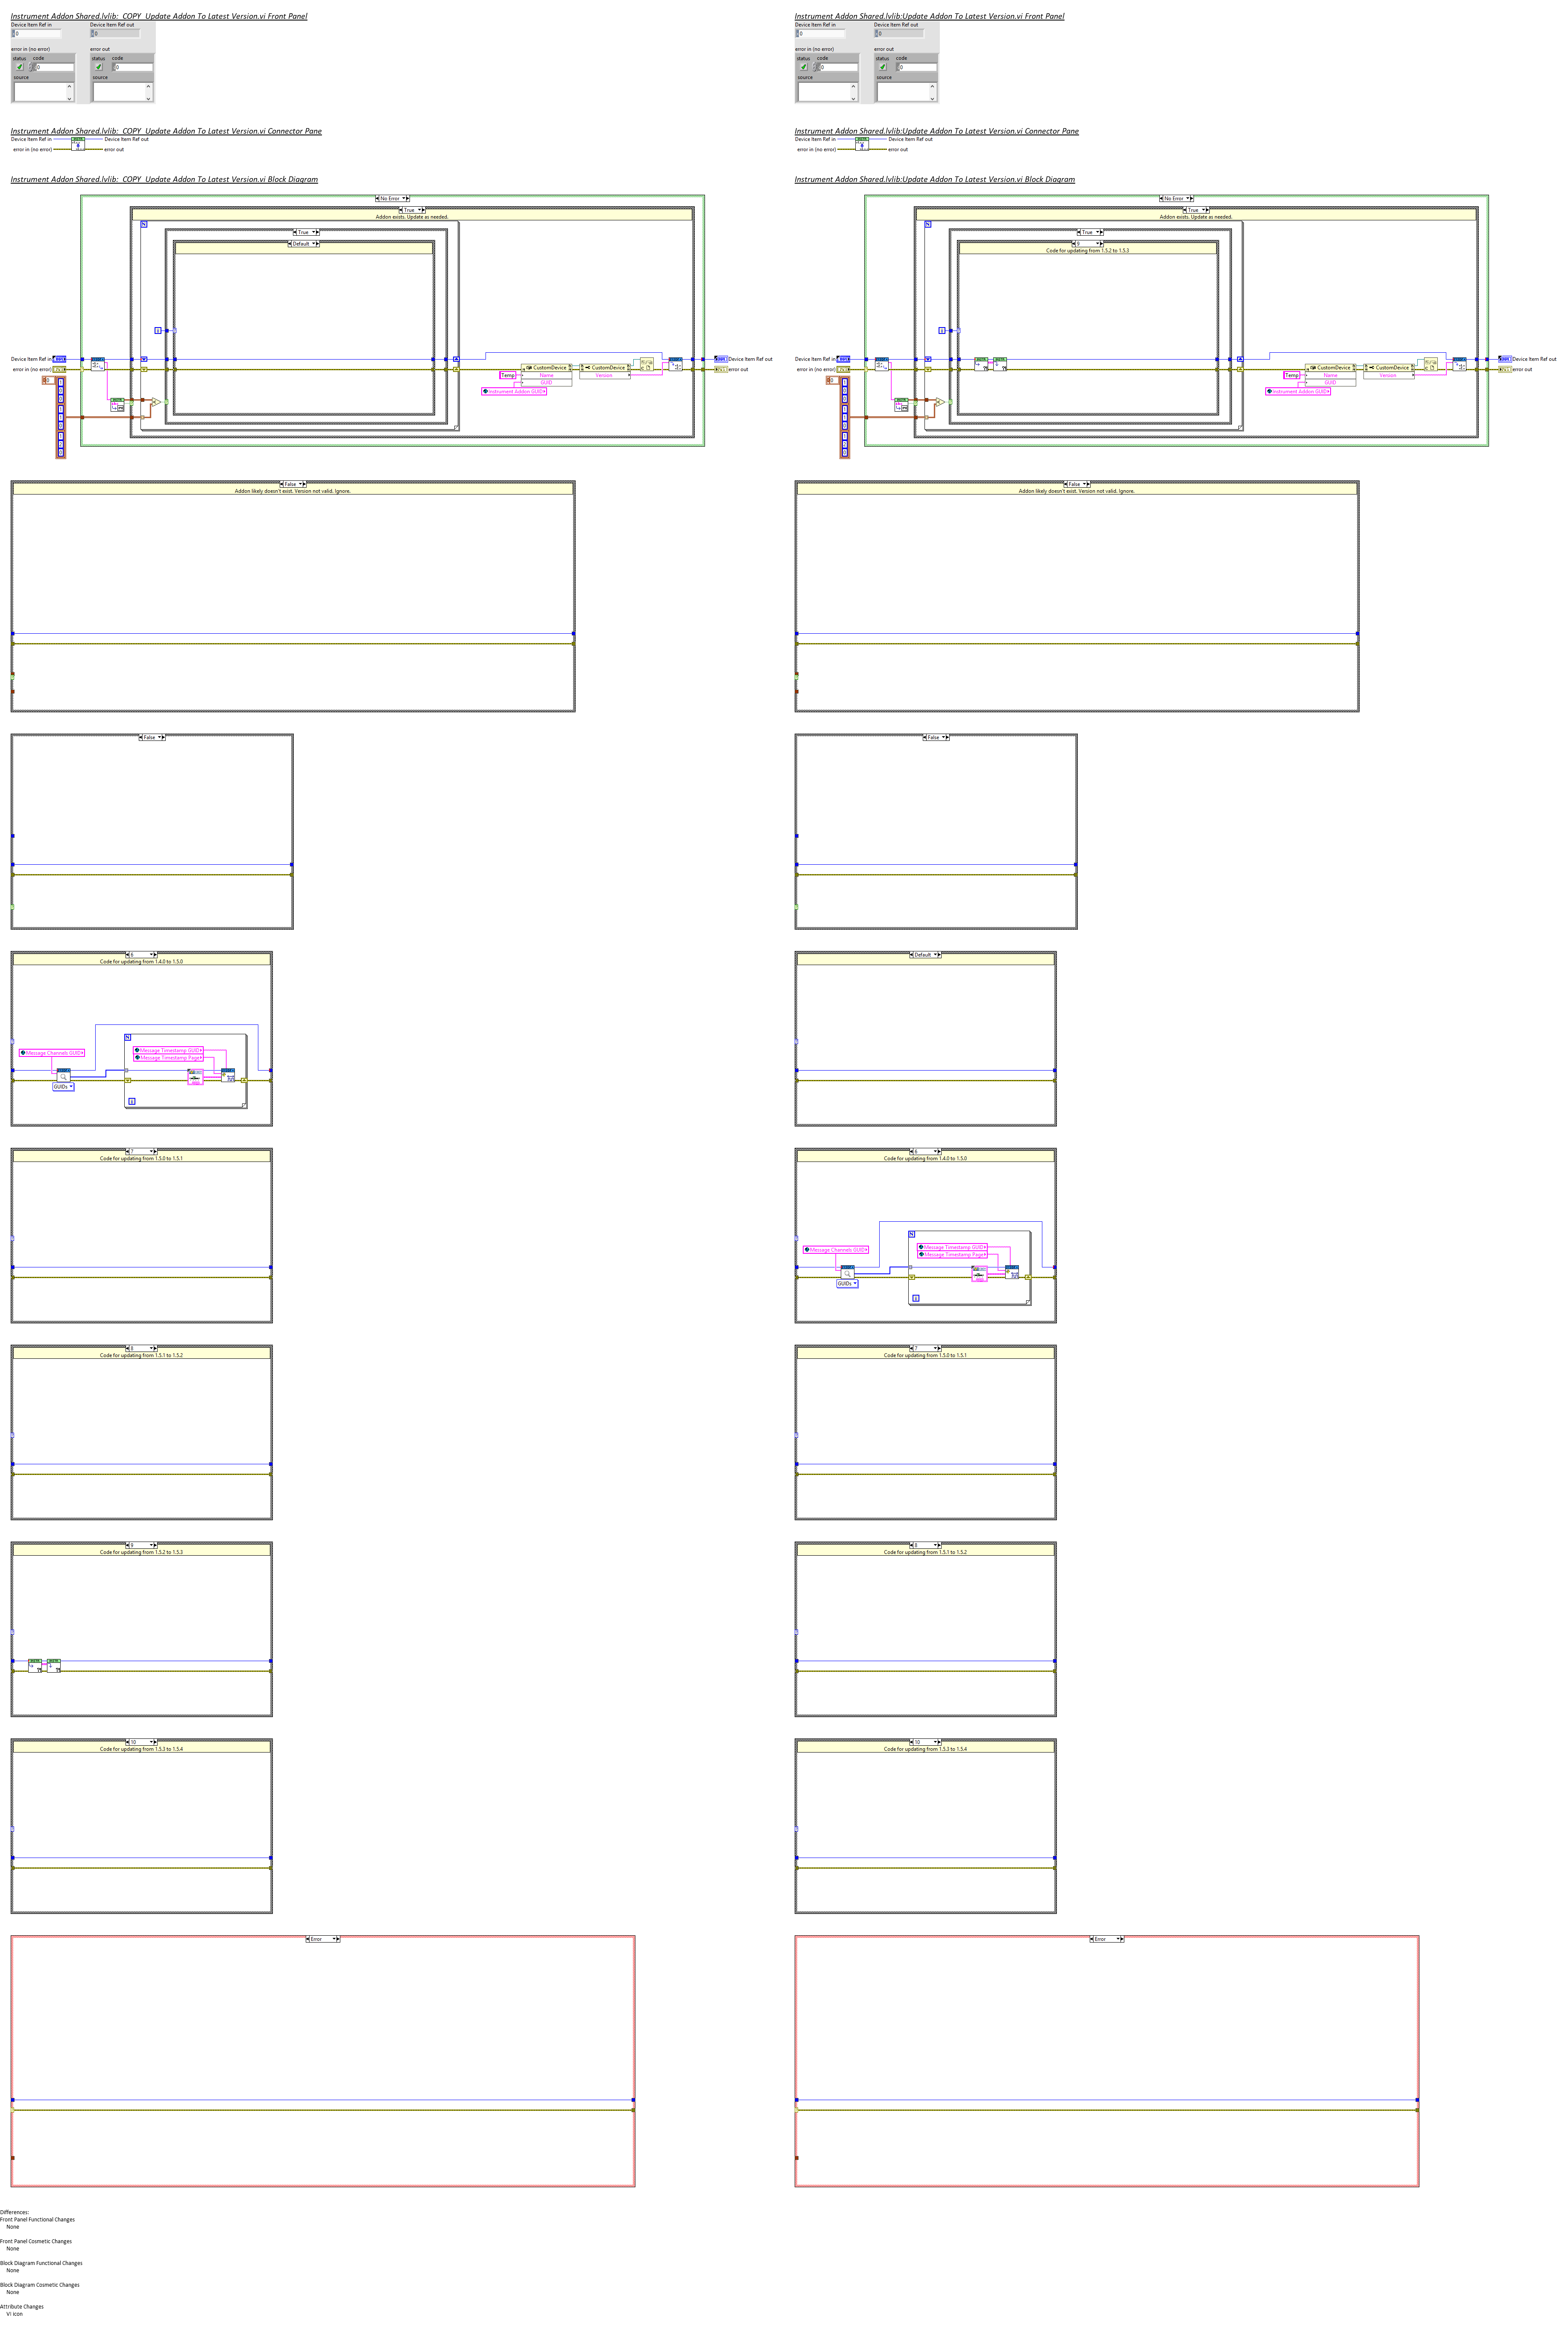 Instrument Addon Shared.lvlib:  COPY  Update Addon To Latest Version.vi Front Panel
Device Item Ref in
Device Item Ref out
0
0
error in (no error)
error out
status
code
status
code
0
0
source
source
Instrument Addon Shared.lvlib:  COPY  Update Addon To Latest Version.vi Connector Pane
Device Item Ref in
Device Item Ref out
error in (no error)
error out
Instrument Addon Shared.lvlib:  COPY  Update Addon To Latest Version.vi Block Diagram
No Error
True
Addon exists. Update as needed.
True
Default
Device Item Ref in
Device Item Ref out
error in (no error)
error out
CustomDevice
CustomDevice
Temp
Name
Version
GUID
Instrument Addon GUID
False
Addon likely doesn't exist. Version not valid. Ignore.
False
6
Code for updating from 1.4.0 to 1.5.0
Message Timestamp GUID
Message Channels GUID
Message Timestamp Page
GUIDs
7
Code for updating from 1.5.0 to 1.5.1
8
Code for updating from 1.5.1 to 1.5.2
9
Code for updating from 1.5.2 to 1.5.3
10
Code for updating from 1.5.3 to 1.5.4
Error
Instrument Addon Shared.lvlib:Update Addon To Latest Version.vi Front Panel
Device Item Ref in
Device Item Ref out
0
0
error in (no error)
error out
status
code
status
code
0
0
source
source
Instrument Addon Shared.lvlib:Update Addon To Latest Version.vi Connector Pane
Device Item Ref in
Device Item Ref out
error in (no error)
error out
Instrument Addon Shared.lvlib:Update Addon To Latest Version.vi Block Diagram
No Error
True
Addon exists. Update as needed.
True
9
Code for updating from 1.5.2 to 1.5.3
Device Item Ref in
Device Item Ref out
error in (no error)
error out
CustomDevice
CustomDevice
Temp
Name
Version
GUID
Instrument Addon GUID
False
Addon likely doesn't exist. Version not valid. Ignore.
False
Default
6
Code for updating from 1.4.0 to 1.5.0
Message Timestamp GUID
Message Channels GUID
Message Timestamp Page
GUIDs
7
Code for updating from 1.5.0 to 1.5.1
8
Code for updating from 1.5.1 to 1.5.2
10
Code for updating from 1.5.3 to 1.5.4
Error
Differences:
Front Panel Functional Changes
None
Front Panel Cosmetic Changes
None
Block Diagram Functional Changes
None
Block Diagram Cosmetic Changes
None
Attribute Changes
VI icon